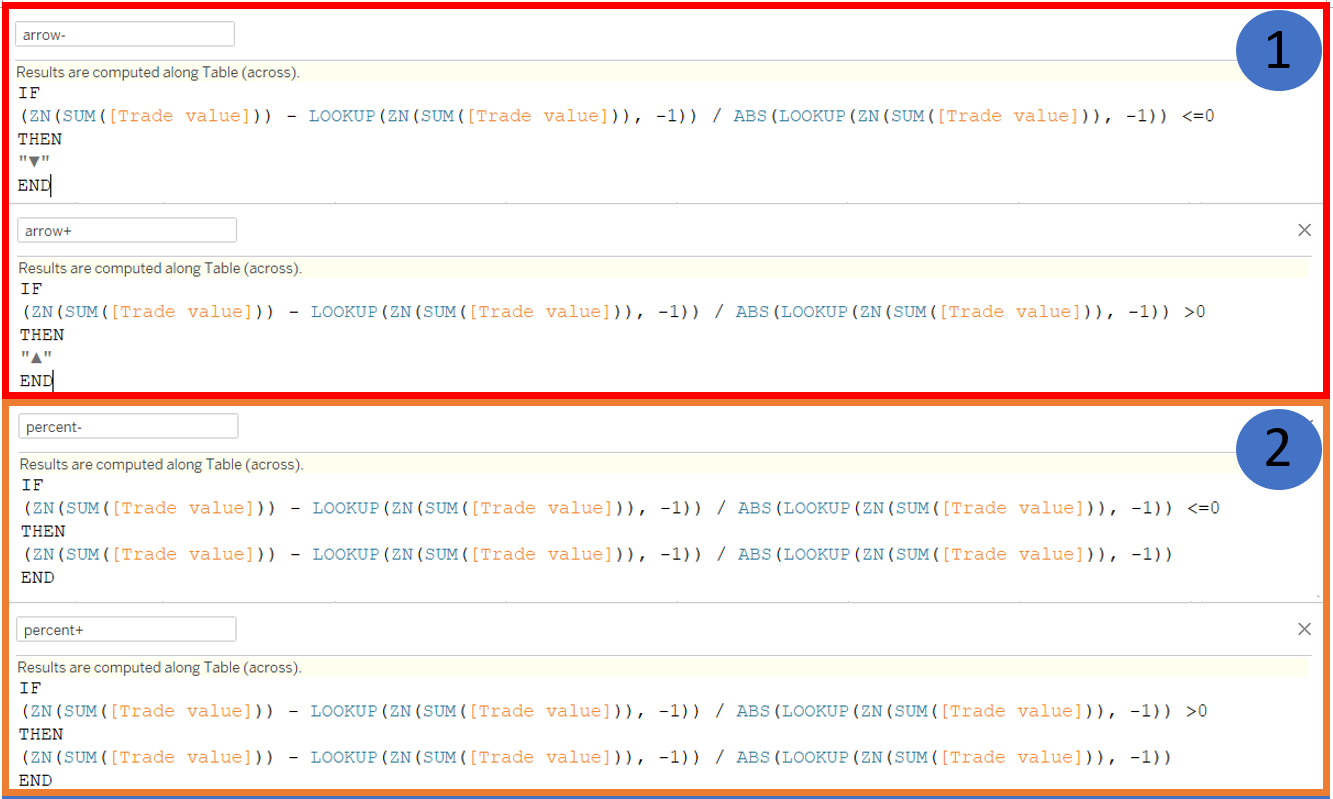 arrow-
1
Results are computed along Table (across).
IF
(ZN(SUM([Trade value])) - LOOKUP(ZN(SUM([Trade value])), -1)) / ABS(LOOKUP(ZN(SUM([Trade value])), -1)) <=0
THEN
"▼"
END
arrow+
Results are computed along Table (across).
IF
(ZN(SUM([Trade value])) - LOOKUP(ZN(SUM([Trade value])), -1)) / ABS(LOOKUP(ZN(SUM([Trade value])), -1)) >0
THEN
"▲"
END
percent-
2
Results are computed along Table (across).
IF
(ZN(SUM([Trade value])) - LOOKUP(ZN(SUM([Trade value])), -1)) / ABS(LOOKUP(ZN(SUM([Trade value])), -1)) <=0
THEN
(ZN(SUM([Trade value])) - LOOKUP(ZN(SUM([Trade value])), -1)) / ABS(LOOKUP(ZN(SUM([Trade value])), -1))
END
percent+
Results are computed along Table (across).
IF
(ZN(SUM([Trade value])) - LOOKUP(ZN(SUM([Trade value])), -1)) / ABS(LOOKUP(ZN(SUM([Trade value])), -1)) >0
THEN
(ZN(SUM([Trade value])) - LOOKUP(ZN(SUM([Trade value])), -1)) / ABS(LOOKUP(ZN(SUM([Trade value])), -1))
END